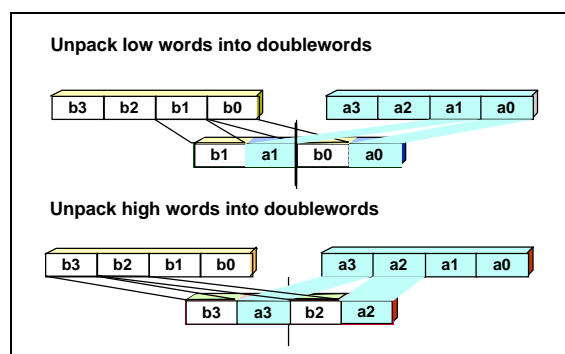 Unpack low words into doublewords
b3 b2 b1 b0 a3 a2 a1 a0
b1 a1 b0 a0
Unpack high words into doublewords
b3 b2 b1 b0 a3 a2 a1 a0
b3 a3 b2 a2